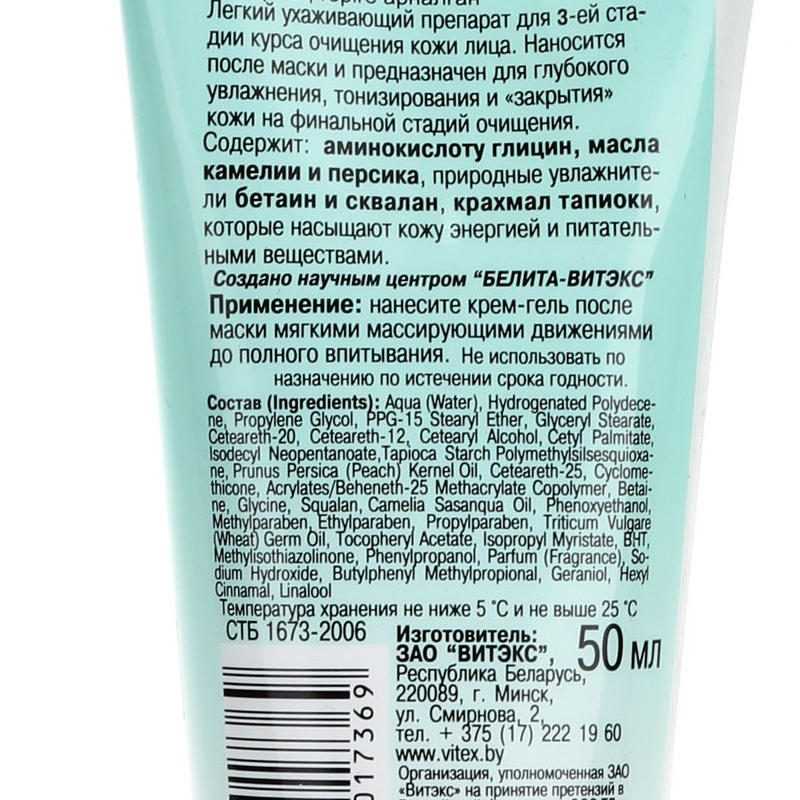 Легкий ухаживающий препарат для 3-ей ста-
дии курса очищения кожи лица. Наносится
после маски и предназначен для глубокого
увлажнения, тонизирования и «закрытия»
кожи на финальной стадий очищения.
Содержит: аминокислоту глицин, масла
камелии и персика, природные увлажните-
ли бетаин и сквалан, крахмал тапиоки,
которые насыщают кожу энергией и питатель-
ными веществами.
Создано научным центром "БЕЛИТА-ВИТЭКС"
Применение: нанесите крем-гель после
маски мягкими массирующими движениями
до полного впитывания. Не использовать по
назначению по истечении срока годности.
Состав (Ingredients): Aqua (Water), Hydrogenated Polydece-
ne, Propylene Glycol, PPG-15 Stearyl Ether, Glyceryl Stearate,
Ceteareth-20, Ceteareth-12, Cetearyl Alcohol, Cetyl Palmitate,
Isodecyl Neopentanoate,Tapioca Starch Polymethylsilsesquioxa-
ne, Prunus Persica (Peach) Kernel Oil, Ceteareth-25, Cyclome-
thicone, Acrylates/Beheneth-25 Methacrylate Copolymer, Betai-
ne, Glycine, Squalan, Camelia Sasanqua Oil, Phenoxyethanol,
Methylparaben, Ethylparaben, Propylparaben, Triticum Vulgare
(Wheat) Germ Oil, Tocopheryl Acetate, Isopropyl Myristate, BHT,
Methylisothiazolinone, Phenylpropanol, Parfum (Fragrance), So-
dium Hydroxide, Butylphenyl Methylpropional, Geraniol, Hexyl
Cinnamal, Linalool
Температура хранения не ниже 5 °С и не выше 25 °С
СТБ 1673-2006
Изготовитель:
ЗАО "ВИТЭКС",
50 мл
Республика Беларусь,
220089, г. Минск,
ул. Смирнова, 2,
тел. + 375 (17) 222 19 60
www.vitex.by
Организация, уполномоченная ЗАО
«Витэкс» на принятие претензий в
017369